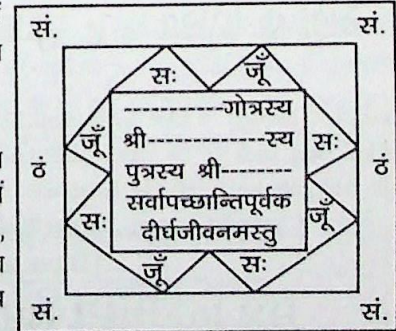 सं. सं.
सः जूँ
जूँ सः
ठं ठं
सः जूँ
जूँ सः
सं. सं.
-----------गोत्रस्य
श्री-------------स्य
पुत्रस्य श्री--------
सर्वापच्छान्तिपूर्वक
दीर्घजीवनमस्तु